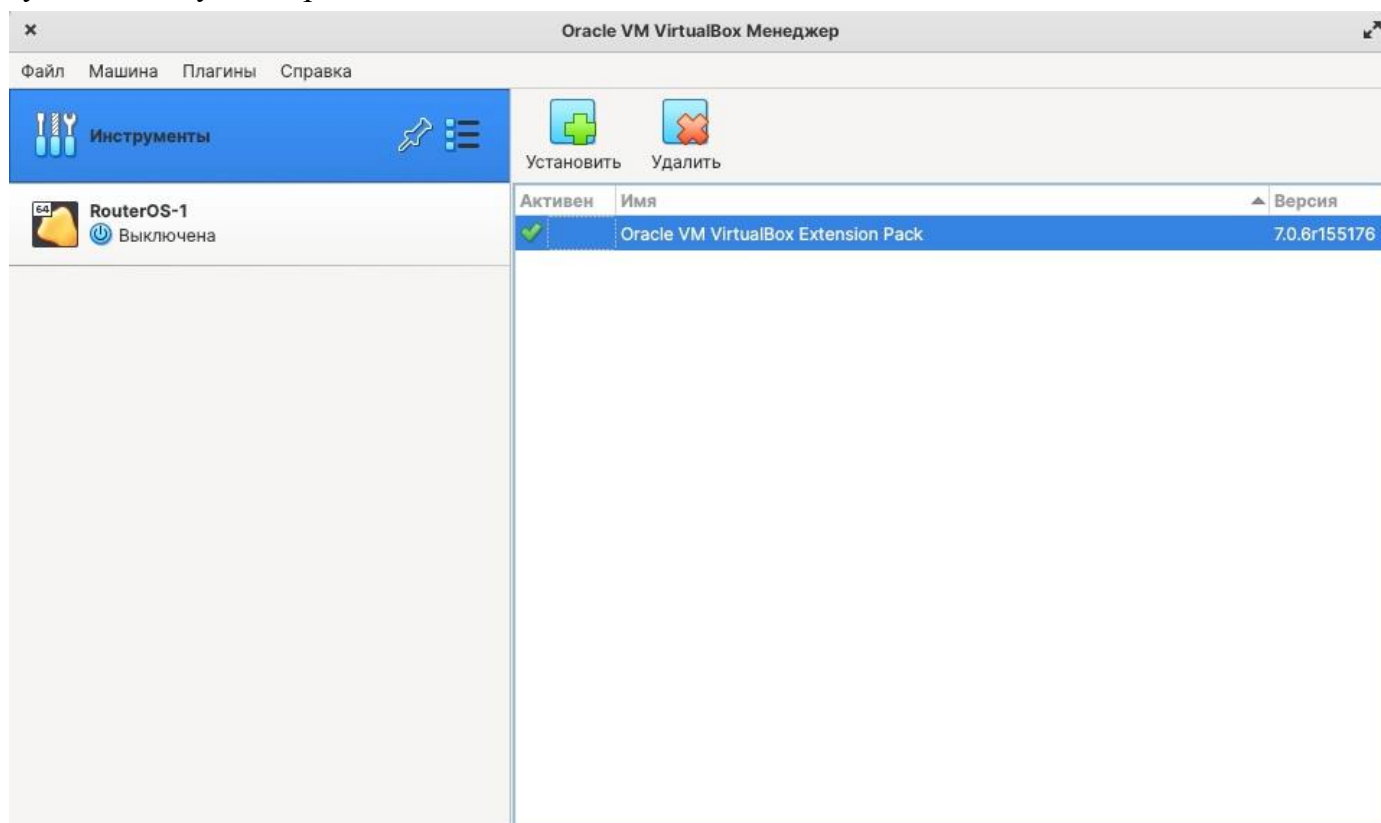 Oracle VM VirtualBox Менеджер
Файл Машина Плагины Справка
Инструменты
Установить Удалить
Активен Имя Версия
Oracle VM VirtualBox Extension Pack 7.0.6r155176
64
RouterOS-1
Выключена